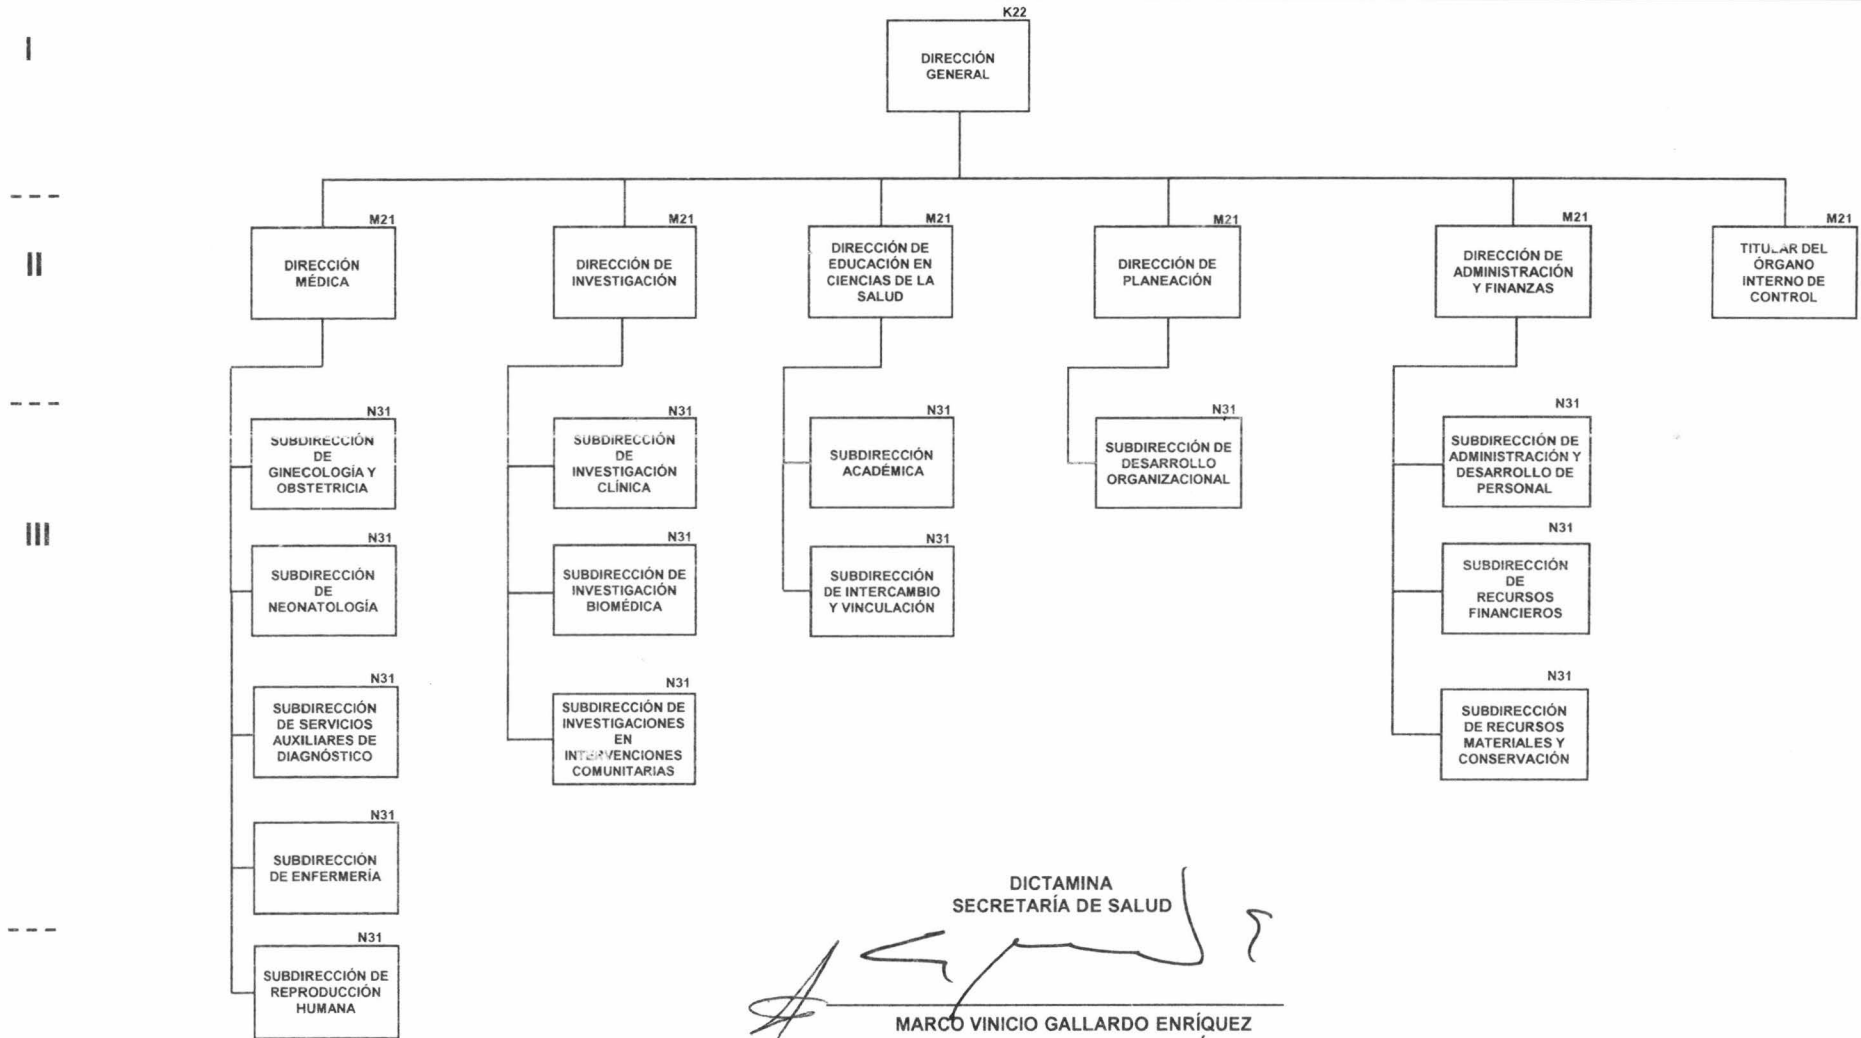 K22
I
DIRECCIÓN
GENERAL
M21
M21
M21
M21
M21
M21
II
DIRECCIÓN
MÉDICA
DIRECCIÓN DE
INVESTIGACIÓN
DIRECCIÓN DE
EDUCACIÓN EN
CIENCIAS DE LA
SALUD
DIRECCIÓN DE
PLANEACIÓN
DIRECCIÓN DE
ADMINISTRACIÓN
Y FINANZAS
TITULAR DEL
ÓRGANO
INTERNO DE
CONTROL
III
N31
SUBDIRECCIÓN
DE
GINECOLOGÍA Y
OBSTETRICIA
N31
SUBDIRECCIÓN
DE
NEONATOLOGÍA
N31
SUBDIRECCIÓN
DE SERVICIOS
AUXILIARES DE
DIAGNÓSTICO
N31
SUBDIRECCIÓN
DE ENFERMERÍA
N31
SUBDIRECCIÓN DE
REPRODUCCIÓN
HUMANA
N31
SUBDIRECCIÓN
DE
INVESTIGACIÓN
CLÍNICA
N31
SUBDIRECCIÓN DE
INVESTIGACIÓN
BIOMÉDICA
N31
SUBDIRECCIÓN DE
INVESTIGACIONES
EN
INTERVENCIONES
COMUNITARIAS
N31
SUBDIRECCIÓN
ACADÉMICA
N31
SUBDIRECCIÓN
DE INTERCAMBIO
Y VINCULACIÓN
N31
SUBDIRECCIÓN DE
DESARROLLO
ORGANIZACIONAL
N31
SUBDIRECCIÓN DE
ADMINISTRACIÓN Y
DESARROLLO DE
PERSONAL
N31
SUBDIRECCIÓN
DE
RECURSOS
FINANCIEROS
N31
SUBDIRECCIÓN
DE RECURSOS
MATERIALES Y
CONSERVACIÓN
DICTAMINA
SECRETARÍA DE SALUD
MARCO VINICIO GALLARDO ENRÍQUEZ